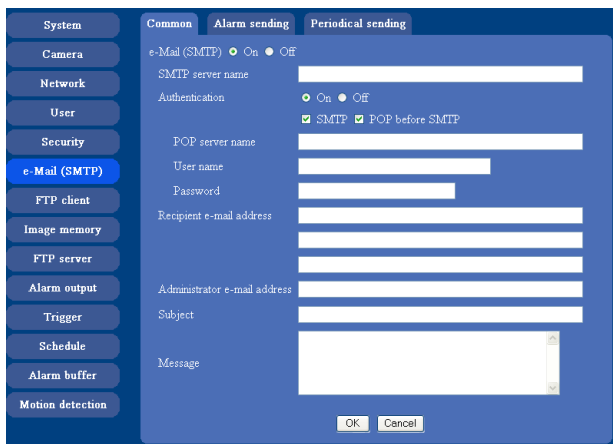 System
Camera
Network
User
Security
e-Mail (SMTP)
FTP client
Image memory
FTP server
Alarm output
Trigger
Schedule
Alarm buffer
Motion detection
Common Alarm sending Periodical sending
e-Mail (SMTP) On Off
SMTP server name
Authentication On Off
SMTP POP before SMTP
POP server name
User name
Password
Recipient e-mail address
Administrator e-mail address
Subject
Message
OK Cancel